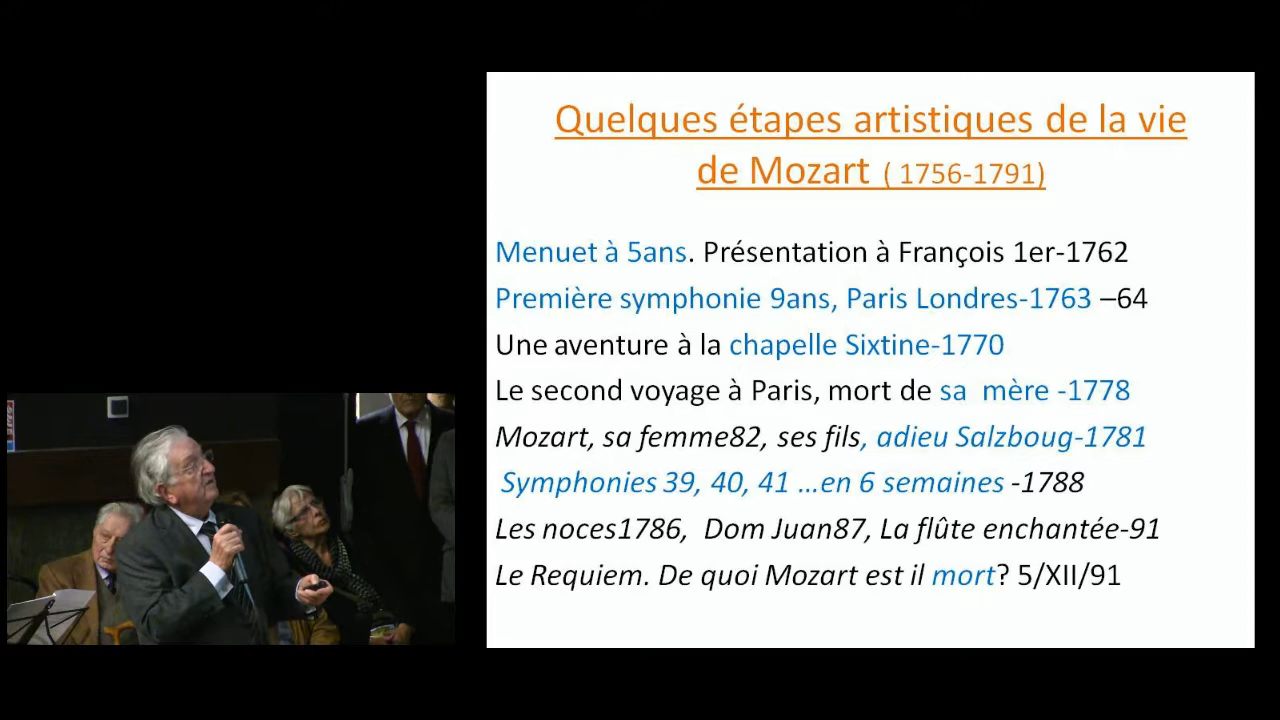 Quelques étapes artistiques de la vie
de Mozart ( 1756-1791)
Menuet à 5ans. Présentation à François 1er-1762
Première symphonie 9ans, Paris Londres-1763 –64
Une aventure à la chapelle Sixtine-1770
Le second voyage à Paris, mort de sa mère -1778
Mozart, sa femme82, ses fils, adieu Salzboug-1781
Symphonies 39, 40, 41 …en 6 semaines -1788
Les noces1786, Dom Juan87, La flûte enchantée-91
Le Requiem. De quoi Mozart est il mort? 5/XII/91